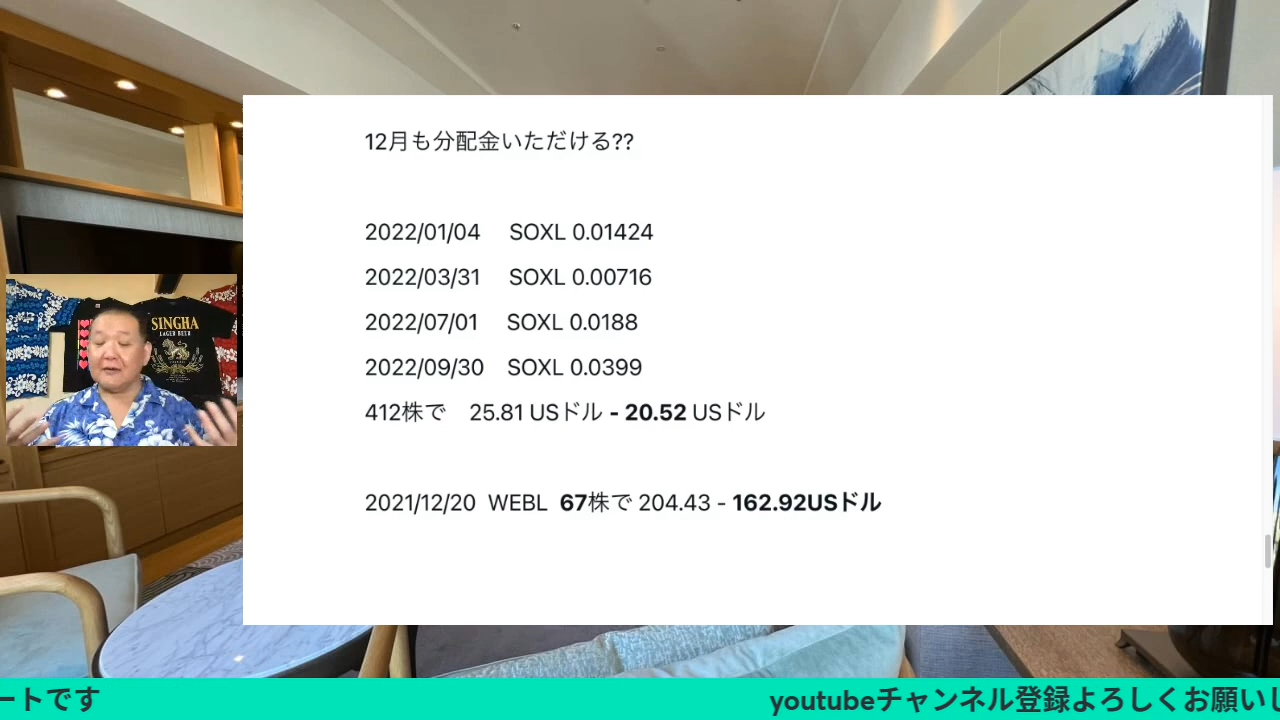 12月も分配金いただける??
2022/01/04 SOXL 0.01424
2022/03/31 SOXL 0.00716
2022/07/01 SOXL 0.0188
2022/09/30 SOXL 0.0399
412株で 25.81 USドル - 20.52 USドル
2021/12/20 WEBL 67株で 204.43 - 162.92USドル
SINGHA
LAGER BEER
ートです
youtubeチャンネル登録よろしくお願いし